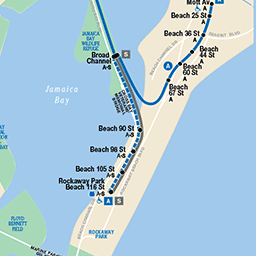 Mott Av
A
Beach 25 St
A
Beach 36 St
A
Beach
44 St
A
Beach
60 St
A
Beach
67 St
A
JAMAICA
BAY
WILDLIFE
REFUGE
Broad
Channel
A-S
S
A
Jamaica
Bay
Beach 90 St
A-S
Beach 98 St
A-S
Beach 105 St
A-S
Rockaway Park
Beach 116 St
A-S
A S
FLOYD
BENNETT
FIELD
ROCKAWAY
PARK